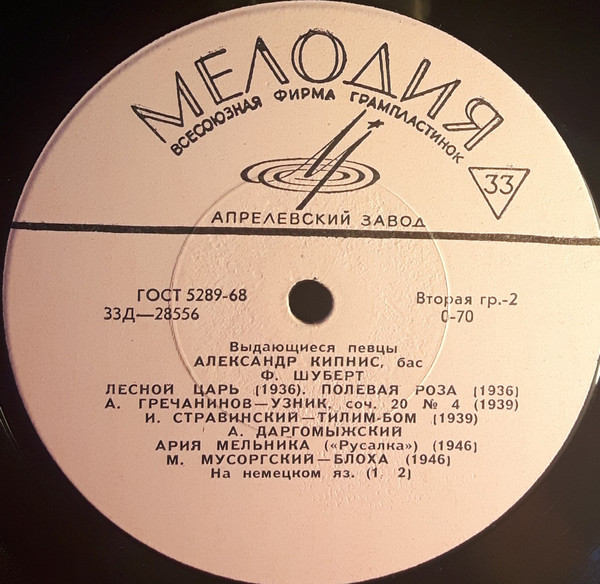 МЕЛОДИЯ
ВСЕСОЮЗНАЯ ФИРМА ГРАМПЛАСТИНОК
33
АПРЕЛЕВСКИЙ ЗАВОД
ГОСТ 5289-68
Вторая гр.-2
33Д—28556
0-70
Выдающиеся певцы
АЛЕКСАНДР КИПНИС, бас
Ф. ШУБЕРТ
ЛЕСНОЙ ЦАРЬ (1936). ПОЛЕВАЯ РОЗА (1936)
А. ГРЕЧАНИНОВ—УЗНИК, соч. 20 № 4 (1939)
И. СТРАВИНСКИЙ—ТИЛИМ-БОМ (1939)
А. ДАРГОМЫЖСКИЙ
АРИЯ МЕЛЬНИКА («Русалка») (1946)
М. МУСОРГСКИЙ—БЛОХА (1946)
На немецком яз. (1, 2)